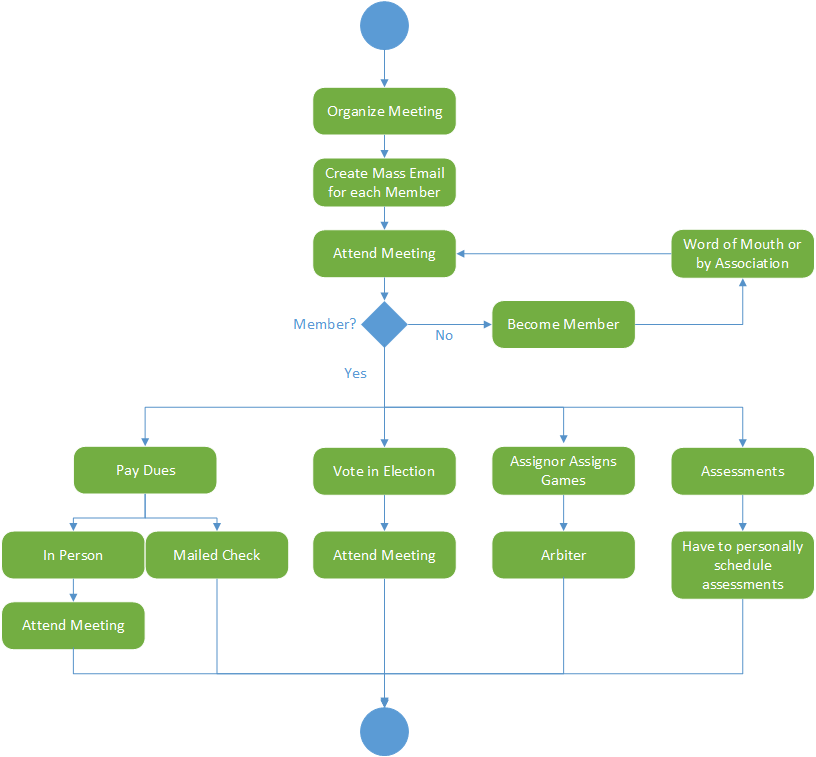 Organize Meeting
Create Mass Email
for each Member
Attend Meeting
Word of Mouth or
by Association
Member?
No
Become Member
Yes
Pay Dues
Vote in Election
Assignor Assigns
Games
Assessments
In Person
Mailed Check
Attend Meeting
Arbiter
Have to personally
schedule
assessments
Attend Meeting